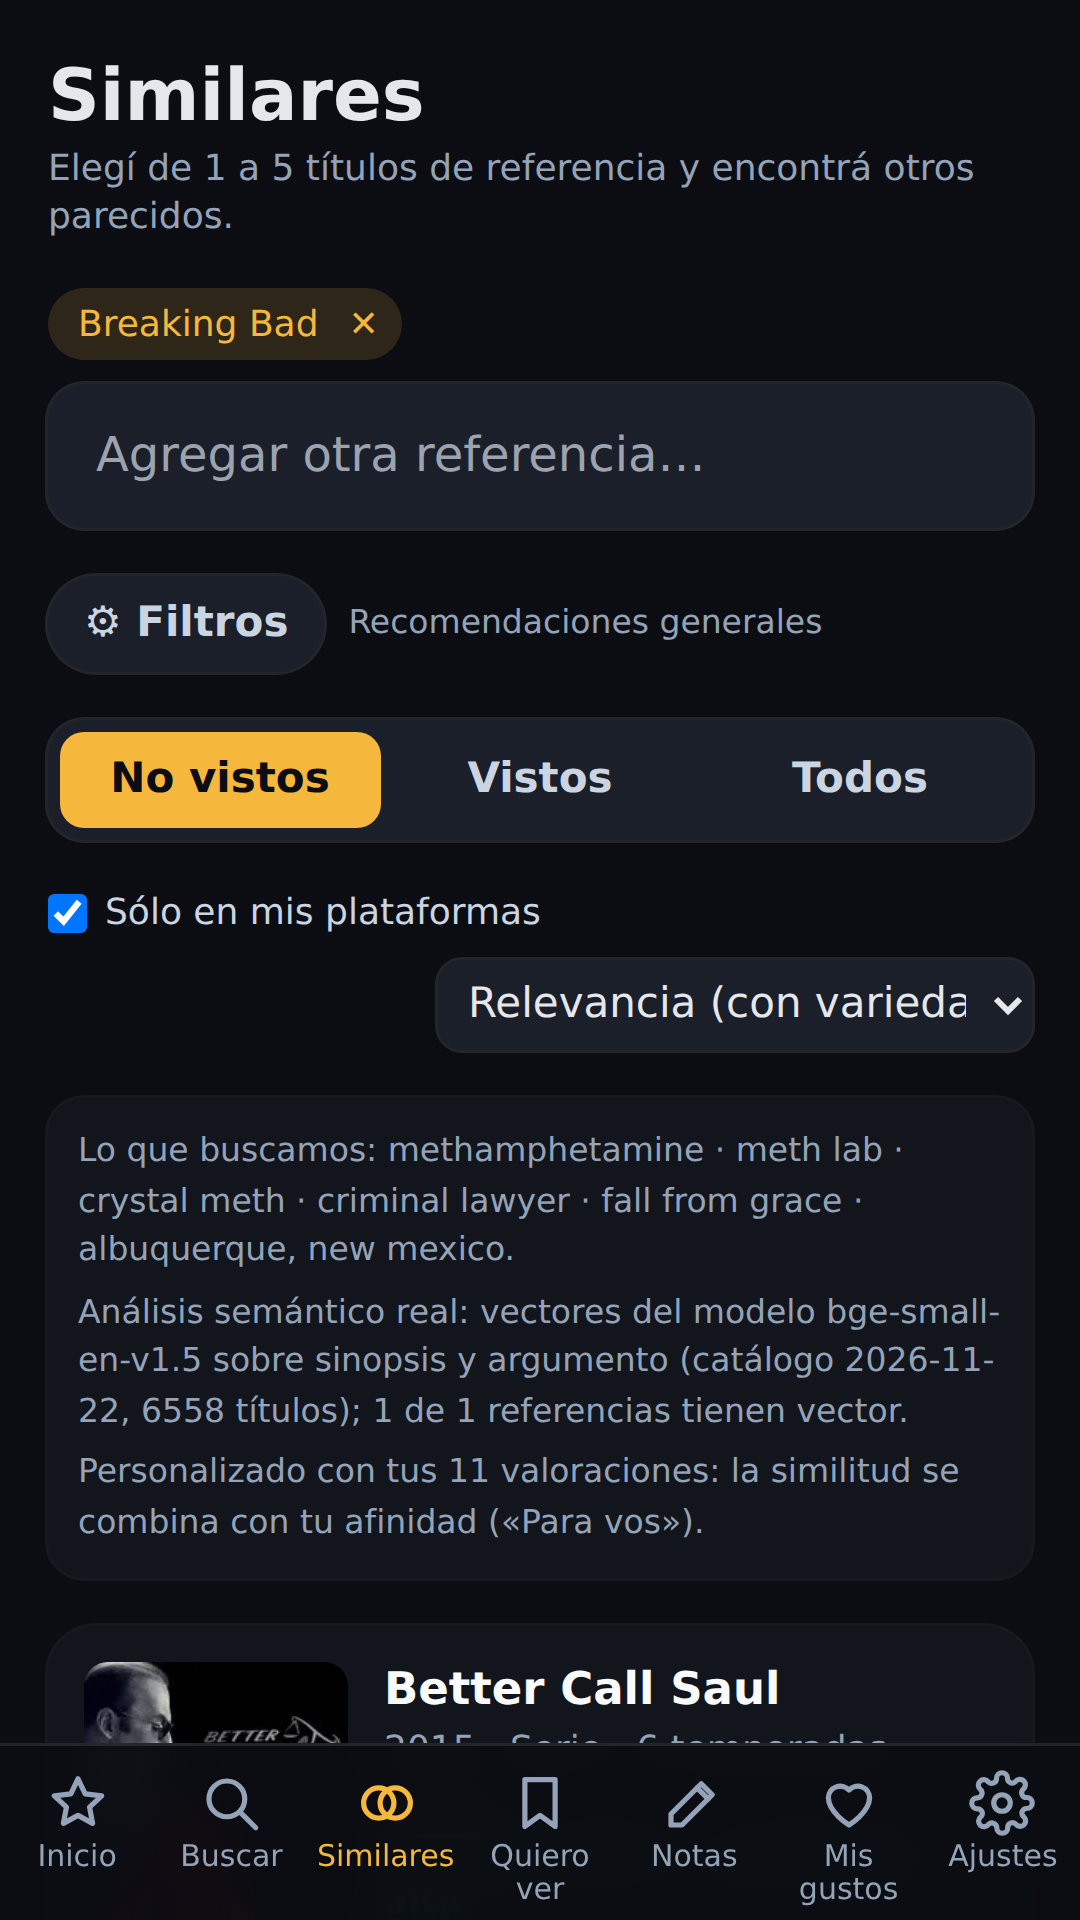 Similares
Elegí de 1 a 5 títulos de referencia y encontrá otros
parecidos.
Breaking Bad ✕
Agregar otra referencia...
⚙ Filtros Recomendaciones generales
No vistos Vistos Todos
Sólo en mis plataformas
Relevancia (con varieda
Lo que buscamos: methamphetamine · meth lab ·
crystal meth · criminal lawyer · fall from grace ·
albuquerque, new mexico.
Análisis semántico real: vectores del modelo bge-small-
en-v1.5 sobre sinopsis y argumento (catálogo 2026-11-
22, 6558 títulos); 1 de 1 referencias tienen vector.
Personalizado con tus 11 valoraciones: la similitud se
combina con tu afinidad («Para vos»).
Better Call Saul
BETTER
2015 · Serie · 6 temporadas
Inicio Buscar Similares Quiero ver Notas Mis gustos Ajustes